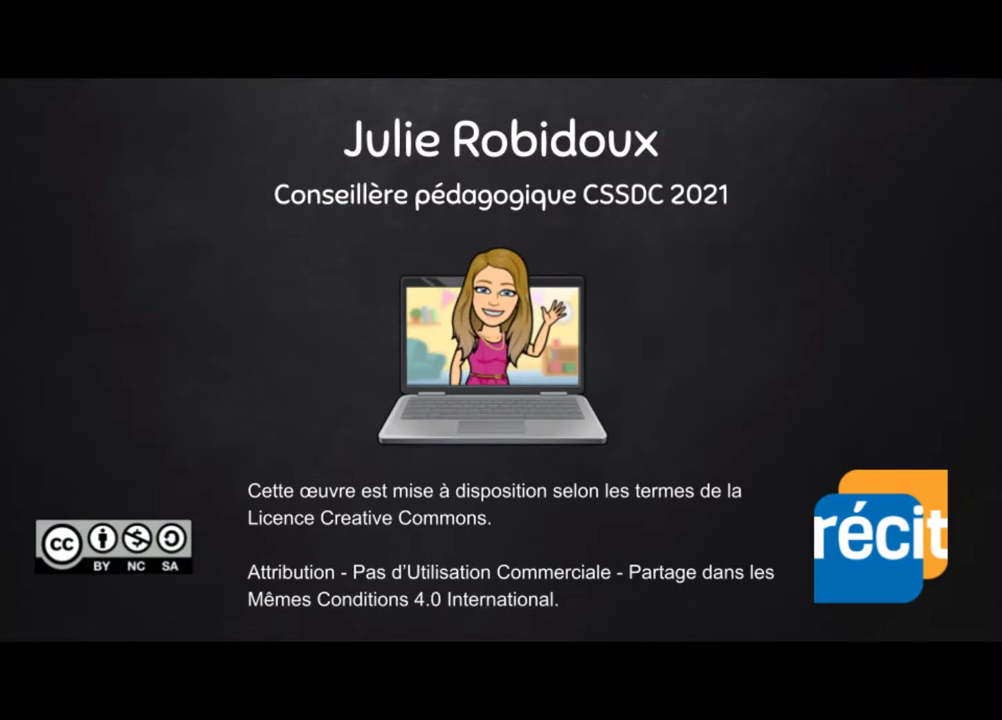 Julie Robidoux
Conseillère pédagogique CSSDC 2021
Cette œuvre est mise à disposition selon les termes de la
Licence Creative Commons.
cc
BY NC SA
Attribution - Pas d’Utilisation Commerciale - Partage dans les
Mêmes Conditions 4.0 International.
récit